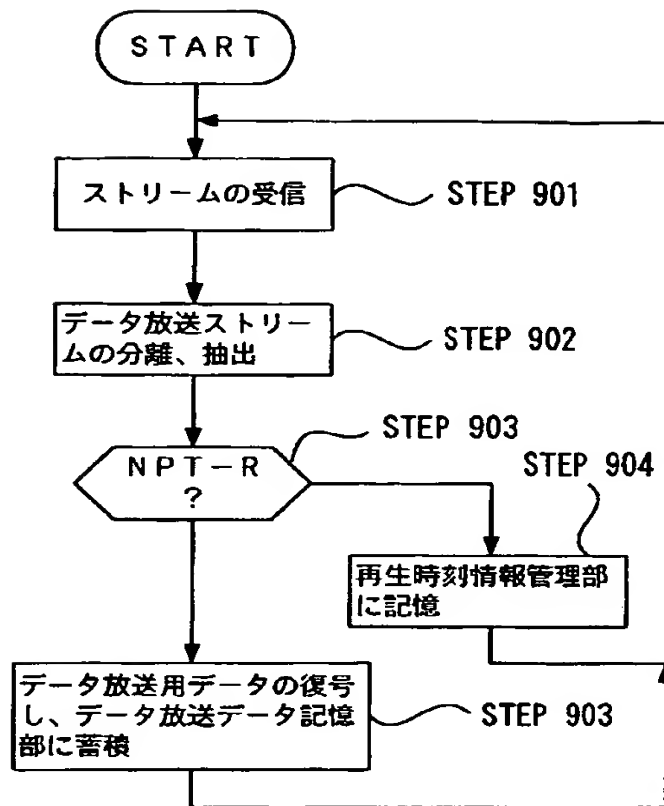 START
ストリームの受信
STEP 901
データ放送ストリー
ムの分離、抽出
STEP 902
STEP 903
NPT-R
?
STEP 904
再生時刻情報管理部
に記憶
データ放送用データの復号
し、データ放送データ記憶
部に蓄積
STEP 903